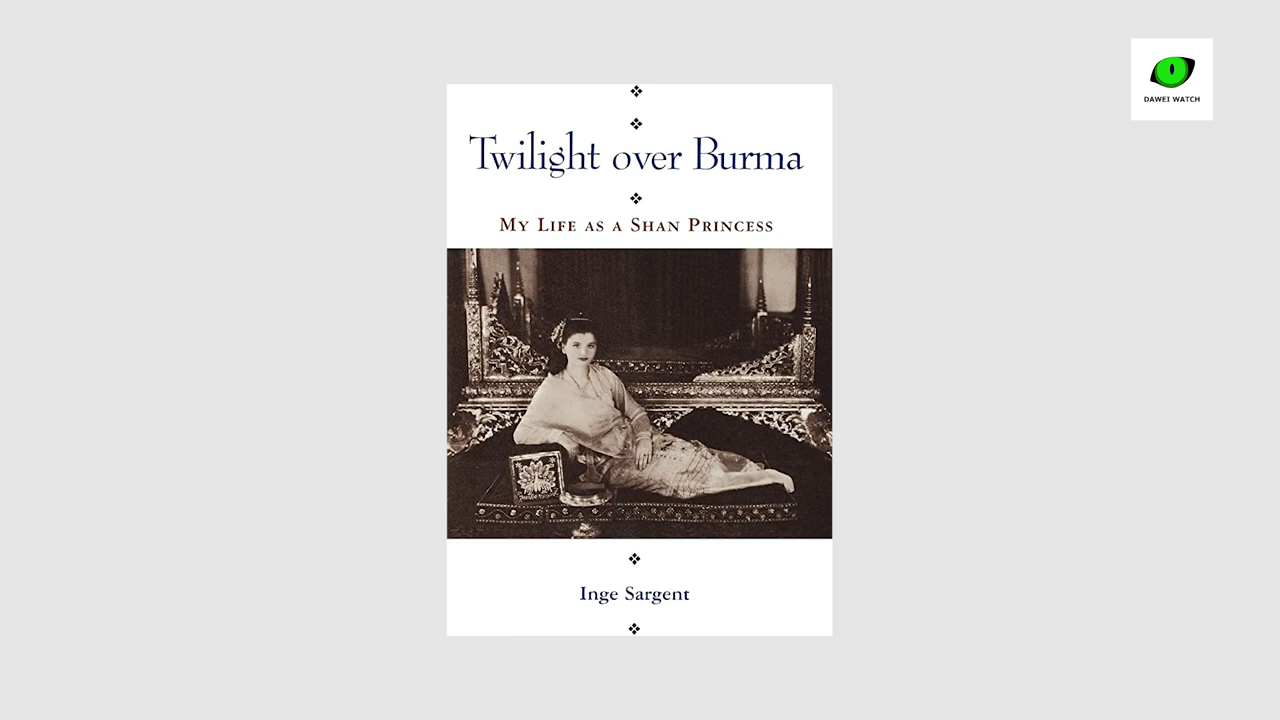 DAWEI WATCH
Twilight over Burma
My Life as a Shan Princess
Inge Sargent